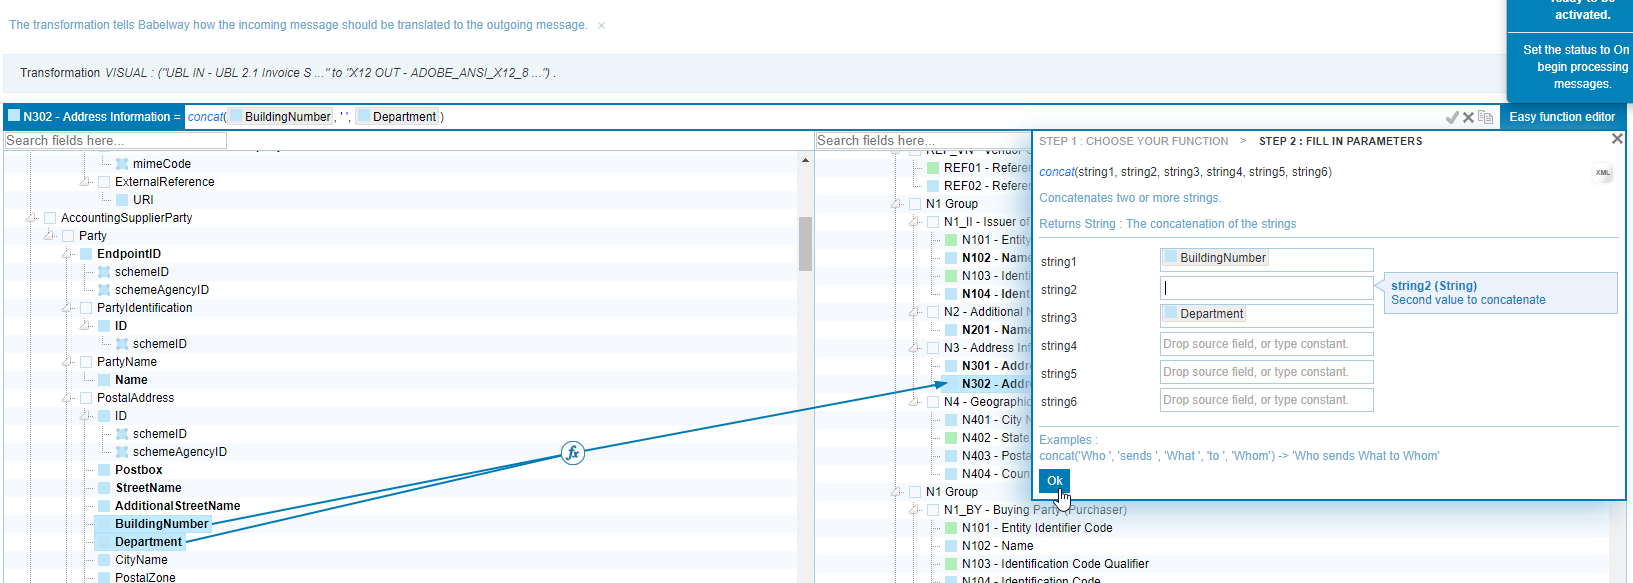 ready to be
activated.
Set the status to On
begin processing
messages.
The transformation tells Babelway how the incoming message should be translated to the outgoing message. ×
Transformation VISUAL : ("UBL IN - UBL 2.1 Invoice S ..." to "X12 OUT - ADOBE_ANSI_X12_8 ...") .
N302 - Address Information = concat( BuildingNumber , ' ', Department )
Easy function editor
Search fields here...
mimeCode
ExternalReference
URI
AccountingSupplierParty
Party
EndpointID
schemeID
schemeAgencyID
PartyIdentification
ID
schemeID
PartyName
Name
PostalAddress
ID
schemeID
schemeAgencyID
Postbox
StreetName
AdditionalStreetName
BuildingNumber
Department
CityName
PostalZone
fx
Search fields here...
REF_VN - Vendor
REF01 - Refere
REF02 - Refere
N1 Group
N1_II - Issuer of
N101 - Entity
N102 - Name
N103 - Identi
N104 - Ident
N2 - Additional
N201 - Name
N3 - Address Inf
N301 - Addr
N302 - Addr
N4 - Geographic
N401 - City N
N402 - State
N403 - Posta
N404 - Coun
N1 Group
N1_BY - Buying Party (Purchaser)
N101 - Entity Identifier Code
N102 - Name
N103 - Identification Code Qualifier
N104 - Identification Code
STEP 1 : CHOOSE YOUR FUNCTION > STEP 2 : FILL IN PARAMETERS
concat(string1, string2, string3, string4, string5, string6)
XML
Concatenates two or more strings.
Returns String : The concatenation of the strings
string1 BuildingNumber
string2
string2 (String)
Second value to concatenate
string3 Department
string4 Drop source field, or type constant.
string5 Drop source field, or type constant.
string6 Drop source field, or type constant.
Examples :
concat('Who ', 'sends ', 'What ', 'to ', 'Whom') -> 'Who sends What to Whom'
Ok